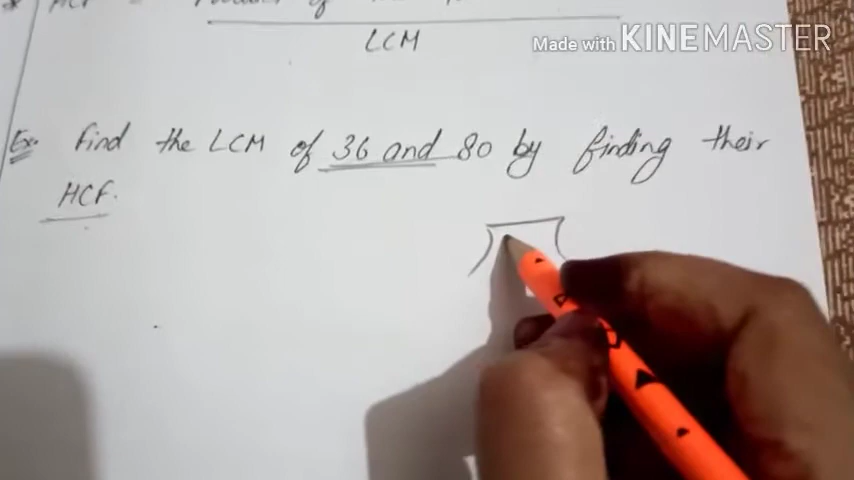 LCM
Made with KINEMASTER
Ex. Find the LCM of 36 and 80 by finding their
HCF.